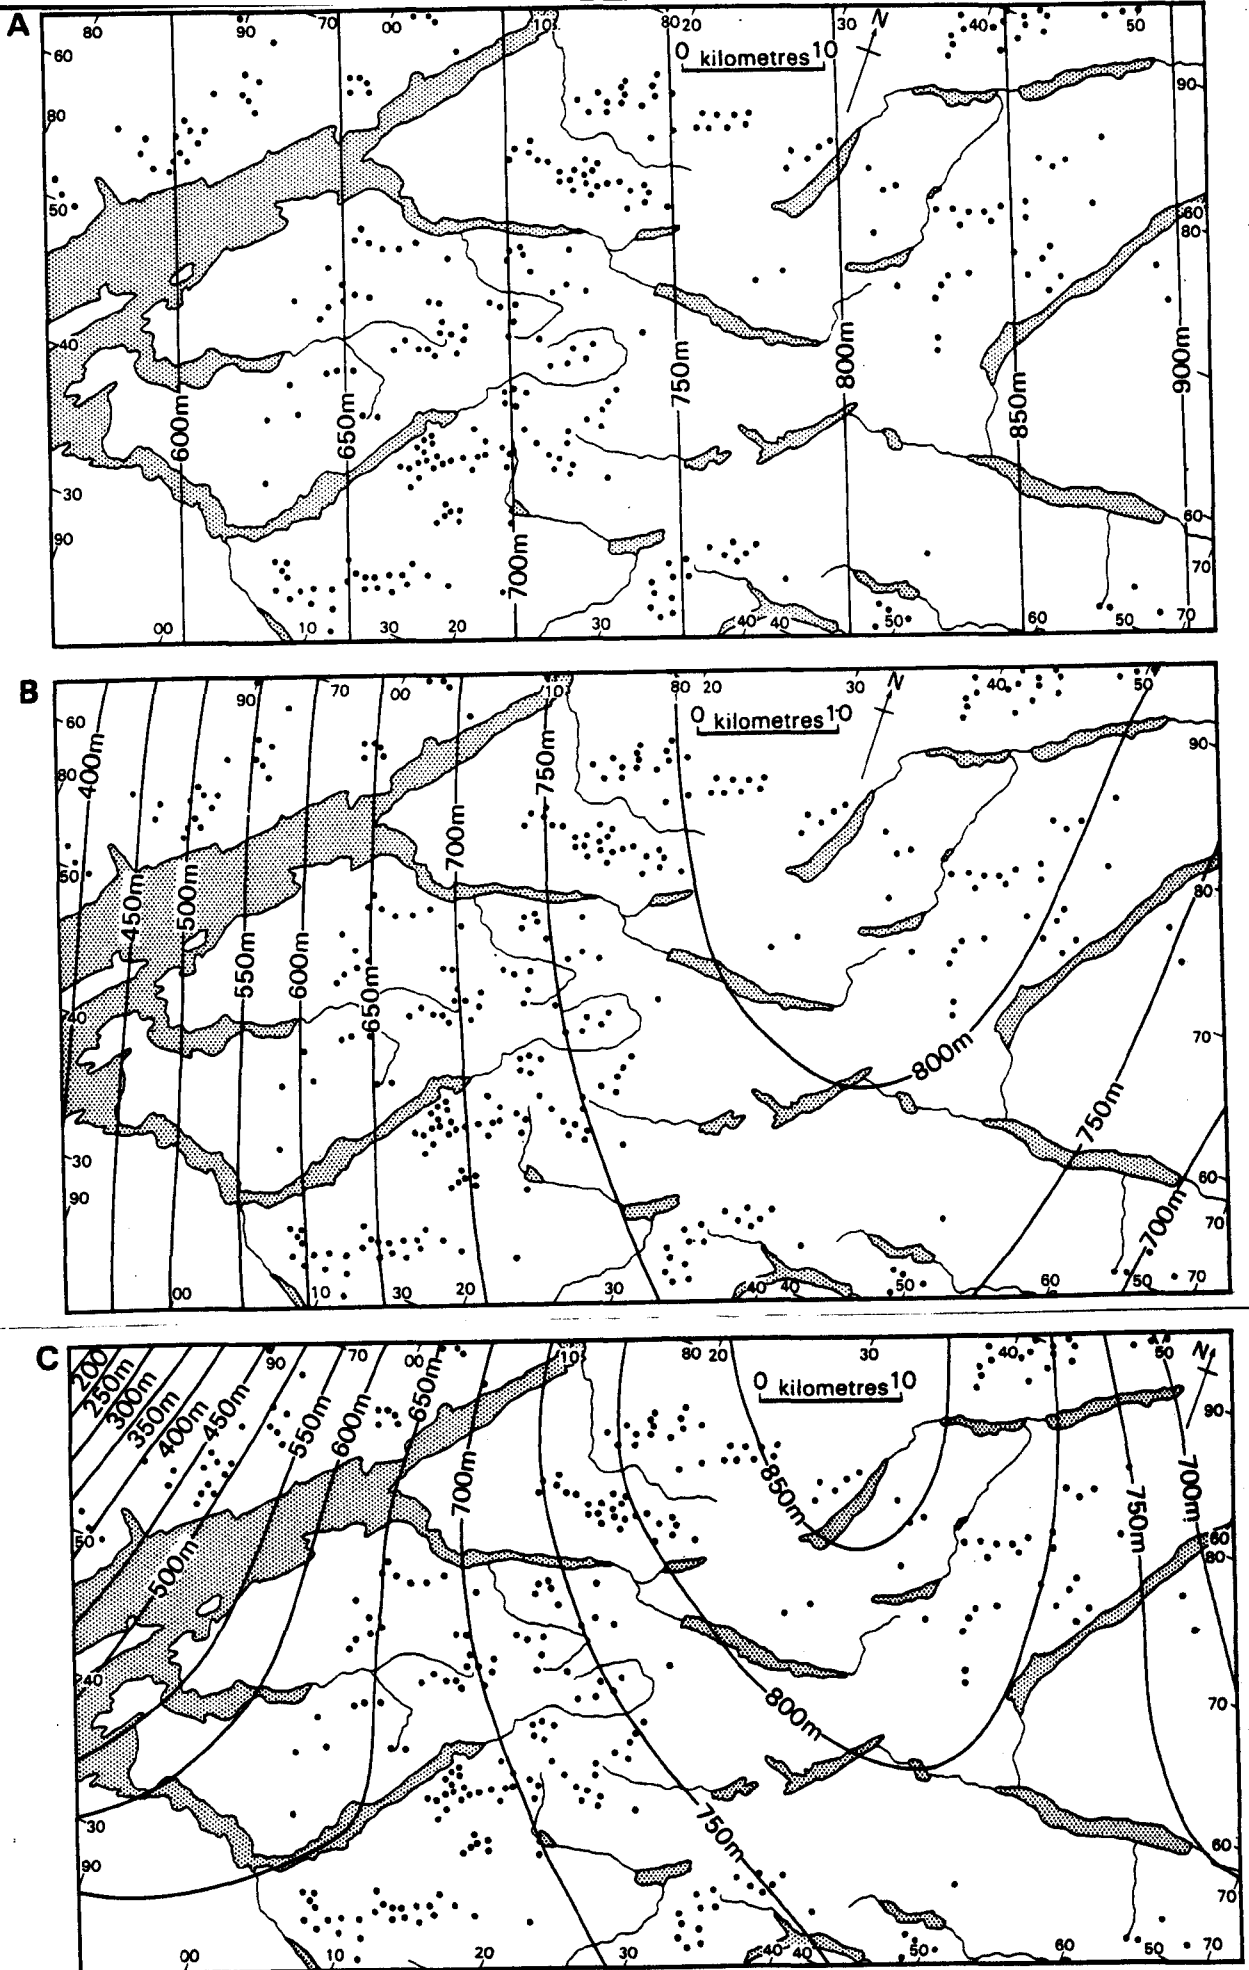 A
80 90 70 00 10 80 20 30 N 40 50
0 kilometres 10
60
90
80
50
60
80
40
600m 650m 700m 750m 800m 850m 900m
30
60
90
70
00 10 30 20 30 40 40 50 60 50 70
B
90 70 00 10 80 20 30 N 40 50
0 kilometres 10
60
90
80
400m 450m 500m 550m 600m 650m 700m 750m 800m 750m 700m
50
80
40
70
30
60
90
70
00 10 30 20 30 40 40 50 60 50 70
C
90 70 00 10 80 20 30 40 50 N
0 kilometres 10
200
250m
300m
350m
400m
450m
500m
550m
600m
650m
700m
850m
750m
700m
90
50
60
80
40
70
800m
750m
30
60
90
70
00 10 20 30 40 40 50 60 50 70